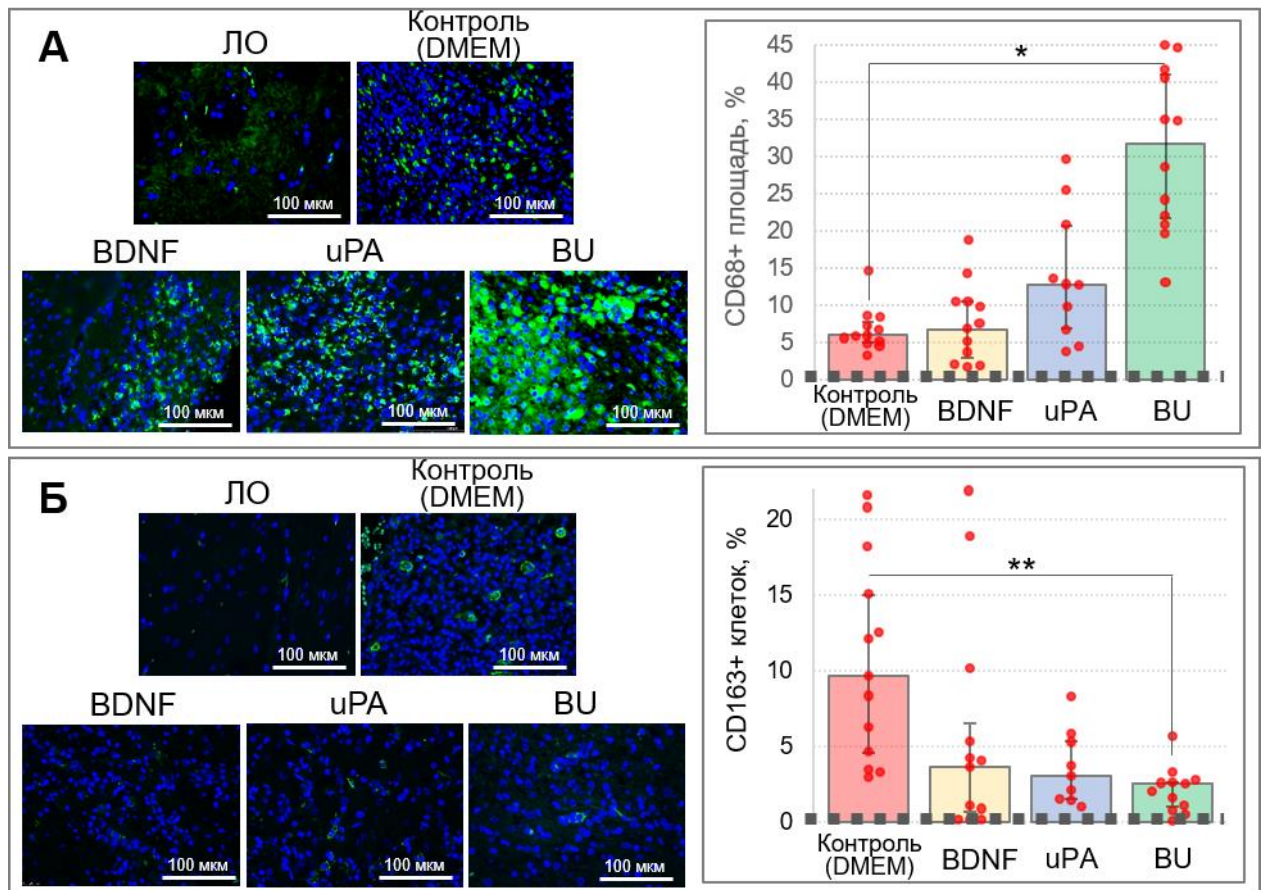 А
ЛО
Контроль
(DMEM)
100 мкм
100 мкм
BDNF
uPA
BU
100 мкм
100 мкм
100 мкм
CD68+ площадь, %
45
40
35
30
25
20
15
10
5
0
*
Контроль
(DMEM)
BDNF
uPA
BU
Б
ЛО
Контроль
(DMEM)
100 мкм
100 мкм
BDNF
uPA
BU
100 мкм
100 мкм
100 мкм
CD163+ клеток, %
20
15
10
5
0
**
Контроль
(DMEM)
BDNF
uPA
BU